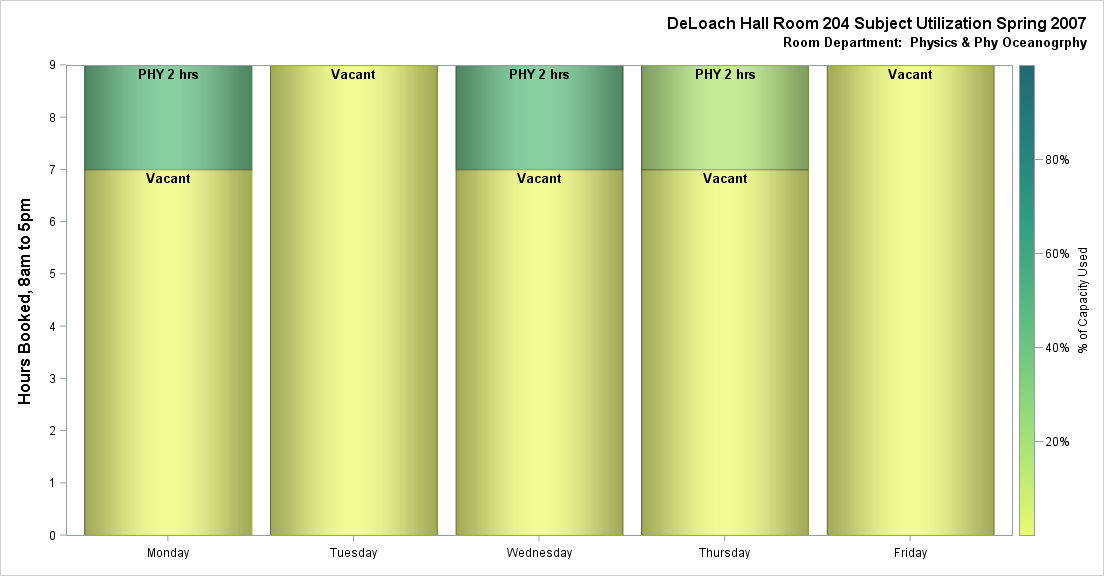 DeLoach Hall Room 204 Subject Utilization Spring 2007
Room Department:  Physics & Phy Oceanogrphy
Hours Booked, 8am to 5pm
9
8
7
6
5
4
3
2
1
0
PHY 2 hrs
Vacant
PHY 2 hrs
PHY 2 hrs
Vacant
Vacant
Vacant
Vacant
Monday
Tuesday
Wednesday
Thursday
Friday
80%
60%
40%
20%
% of Capacity Used